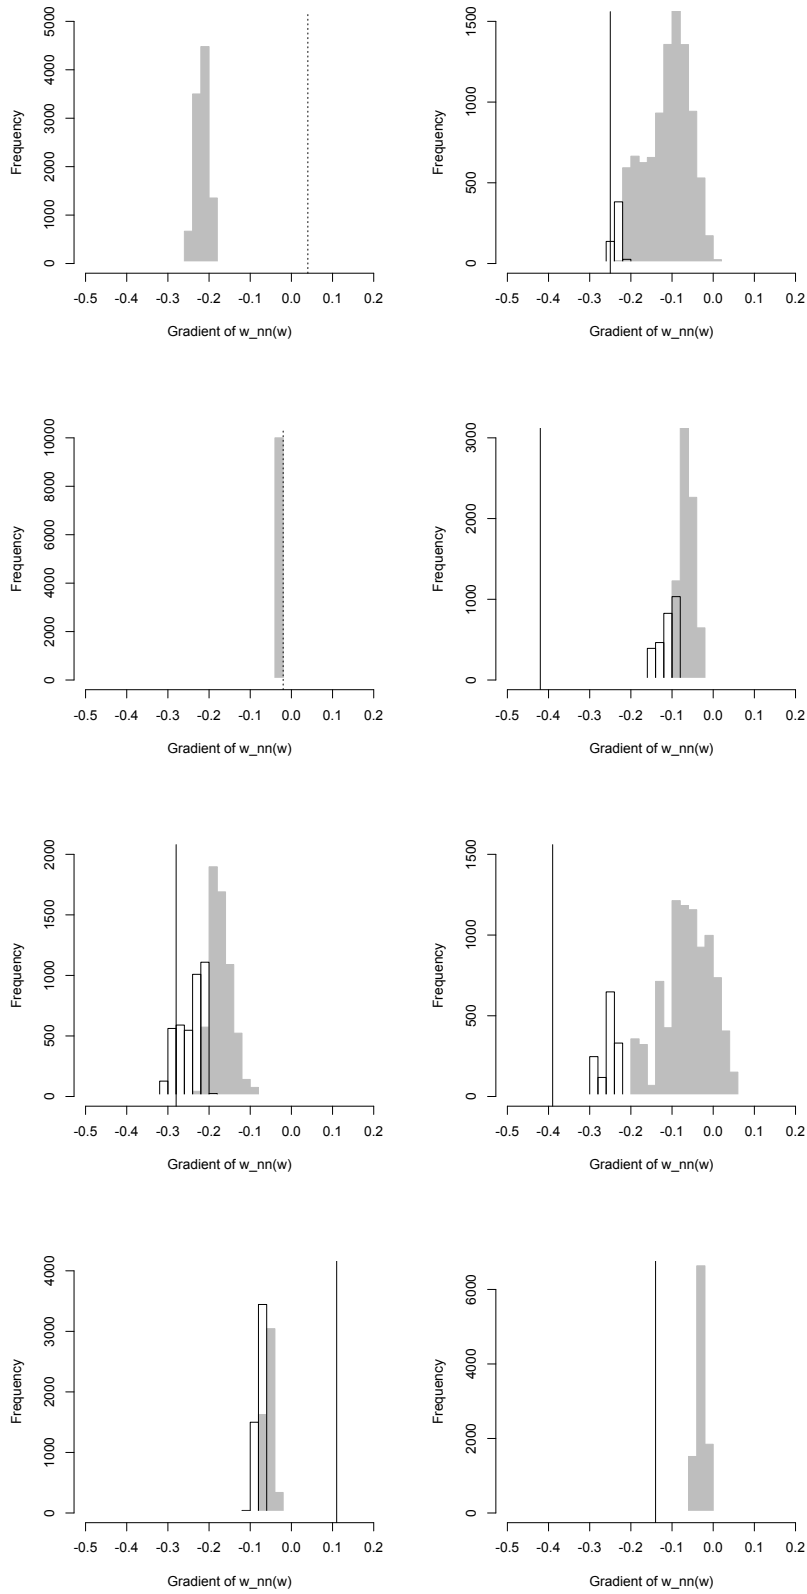 Frequency
0 1000 2000 3000 4000 5000
-0.5 -0.4 -0.3 -0.2 -0.1 0.0 0.1 0.2
Gradient of w_nn(w)
Frequency
0 500 1000 1500
-0.5 -0.4 -0.3 -0.2 -0.1 0.0 0.1 0.2
Gradient of w_nn(w)
Frequency
0 2000 4000 6000 8000 10000
-0.5 -0.4 -0.3 -0.2 -0.1 0.0 0.1 0.2
Gradient of w_nn(w)
Frequency
0 1000 2000 3000
-0.5 -0.4 -0.3 -0.2 -0.1 0.0 0.1 0.2
Gradient of w_nn(w)
Frequency
0 500 1000 1500 2000
-0.5 -0.4 -0.3 -0.2 -0.1 0.0 0.1 0.2
Gradient of w_nn(w)
Frequency
0 500 1000 1500
-0.5 -0.4 -0.3 -0.2 -0.1 0.0 0.1 0.2
Gradient of w_nn(w)
Frequency
0 1000 2000 3000 4000
-0.5 -0.4 -0.3 -0.2 -0.1 0.0 0.1 0.2
Gradient of w_nn(w)
Frequency
0 2000 4000 6000
-0.5 -0.4 -0.3 -0.2 -0.1 0.0 0.1 0.2
Gradient of w_nn(w)